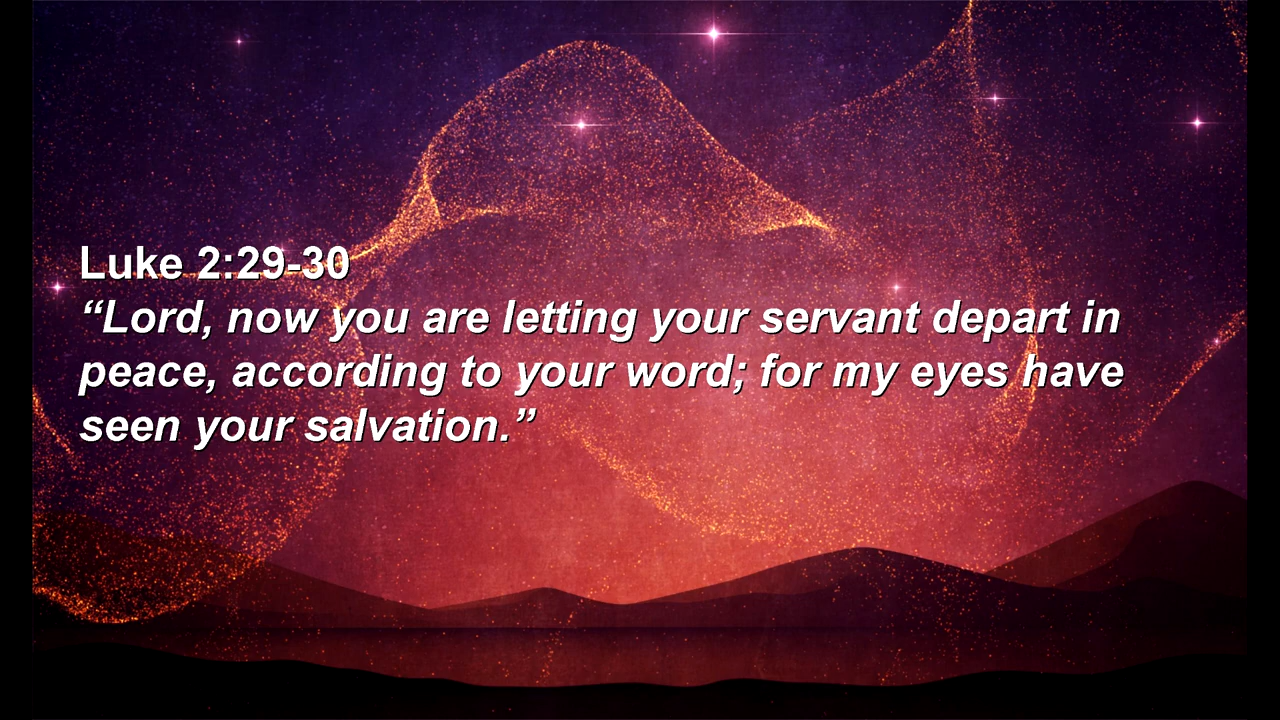 Luke 2:29-30
“Lord, now you are letting your servant depart in
peace, according to your word; for my eyes have
seen your salvation.”